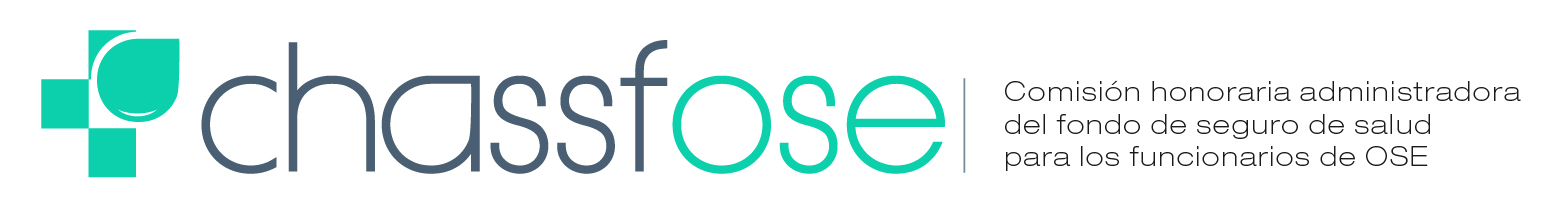 chassfose
Comisión honoraria administradora
del fondo de seguro de salud
para los funcionarios de OSE